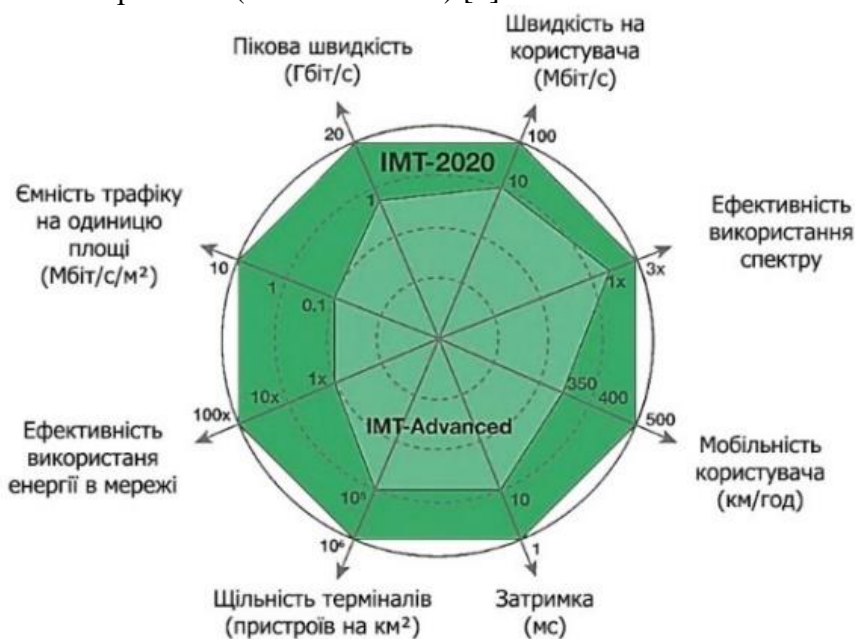 Пікова швидкість
(Гбіт/с)
Швидкість на
користувача
(Мбіт/с)
20
100
IMT-2020
1
10
Ємність трафіку
на одиницю
площі
(Мбіт/с/м²)
Ефективність
використання
спектру
10
1
0.1
1x
3x
100x
10x
1x
350
400
500
Ефективність
використаня
енергії в мережі
IMT-Advanced
Мобільність
користувача
(км/год)
10⁵
10
10⁶
1
Щільність терміналів
(пристроїв на км²)
Затримка
(мс)